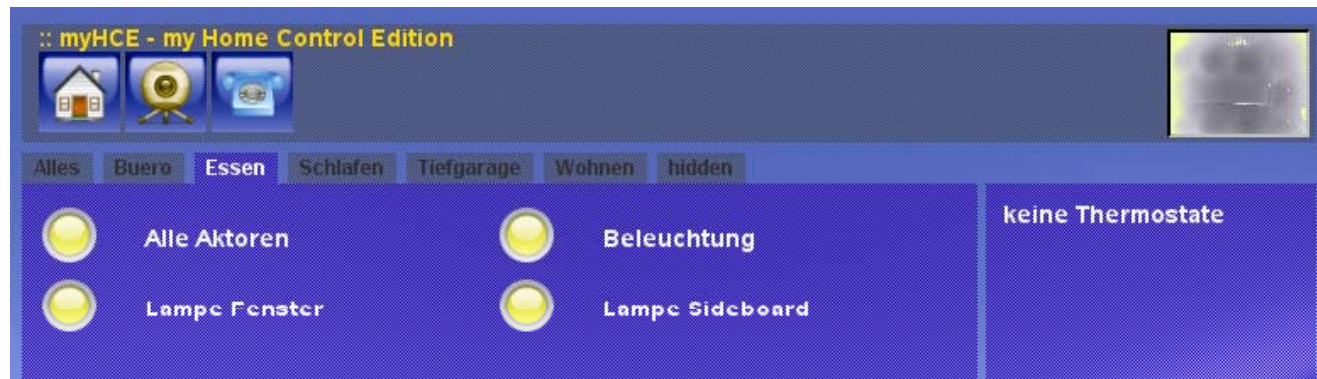 :: myHCE - my Home Control Edition
Alles Buero Essen Schlafen Tiefgarage Wohnen hidden
Alle Aktoren Beleuchtung keine Thermostate
Lampe Fenster Lampe Sideboard